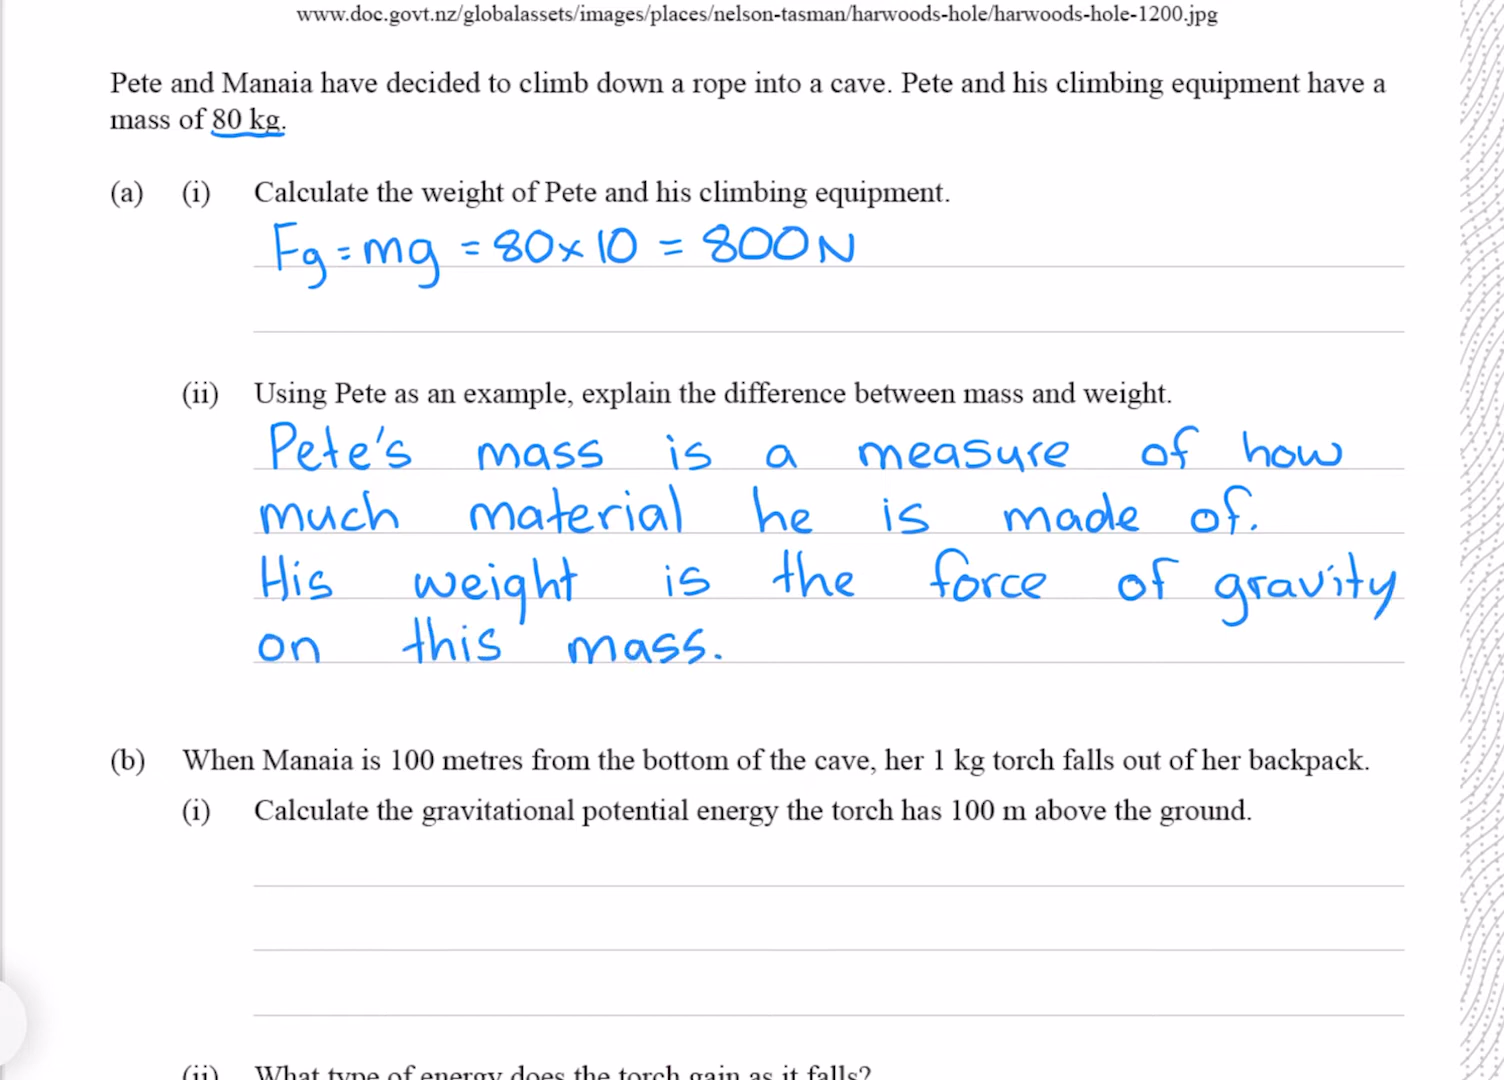 www.doc.govt.nz/globalassets/images/places/nelson-tasman/harwoods-hole/harwoods-hole-1200.jpg
Pete and Manaia have decided to climb down a rope into a cave. Pete and his climbing equipment have a
mass of 80 kg.
(a) (i) Calculate the weight of Pete and his climbing equipment.
Fg = mg = 80 x 10 = 800N
(ii) Using Pete as an example, explain the difference between mass and weight.
Pete's mass is a measure of how
much material he is made of.
His weight is the force of gravity
on this mass.
(b) When Manaia is 100 metres from the bottom of the cave, her 1 kg torch falls out of her backpack.
(i) Calculate the gravitational potential energy the torch has 100 m above the ground.
(ii) What type of energy does the torch gain as it falls?